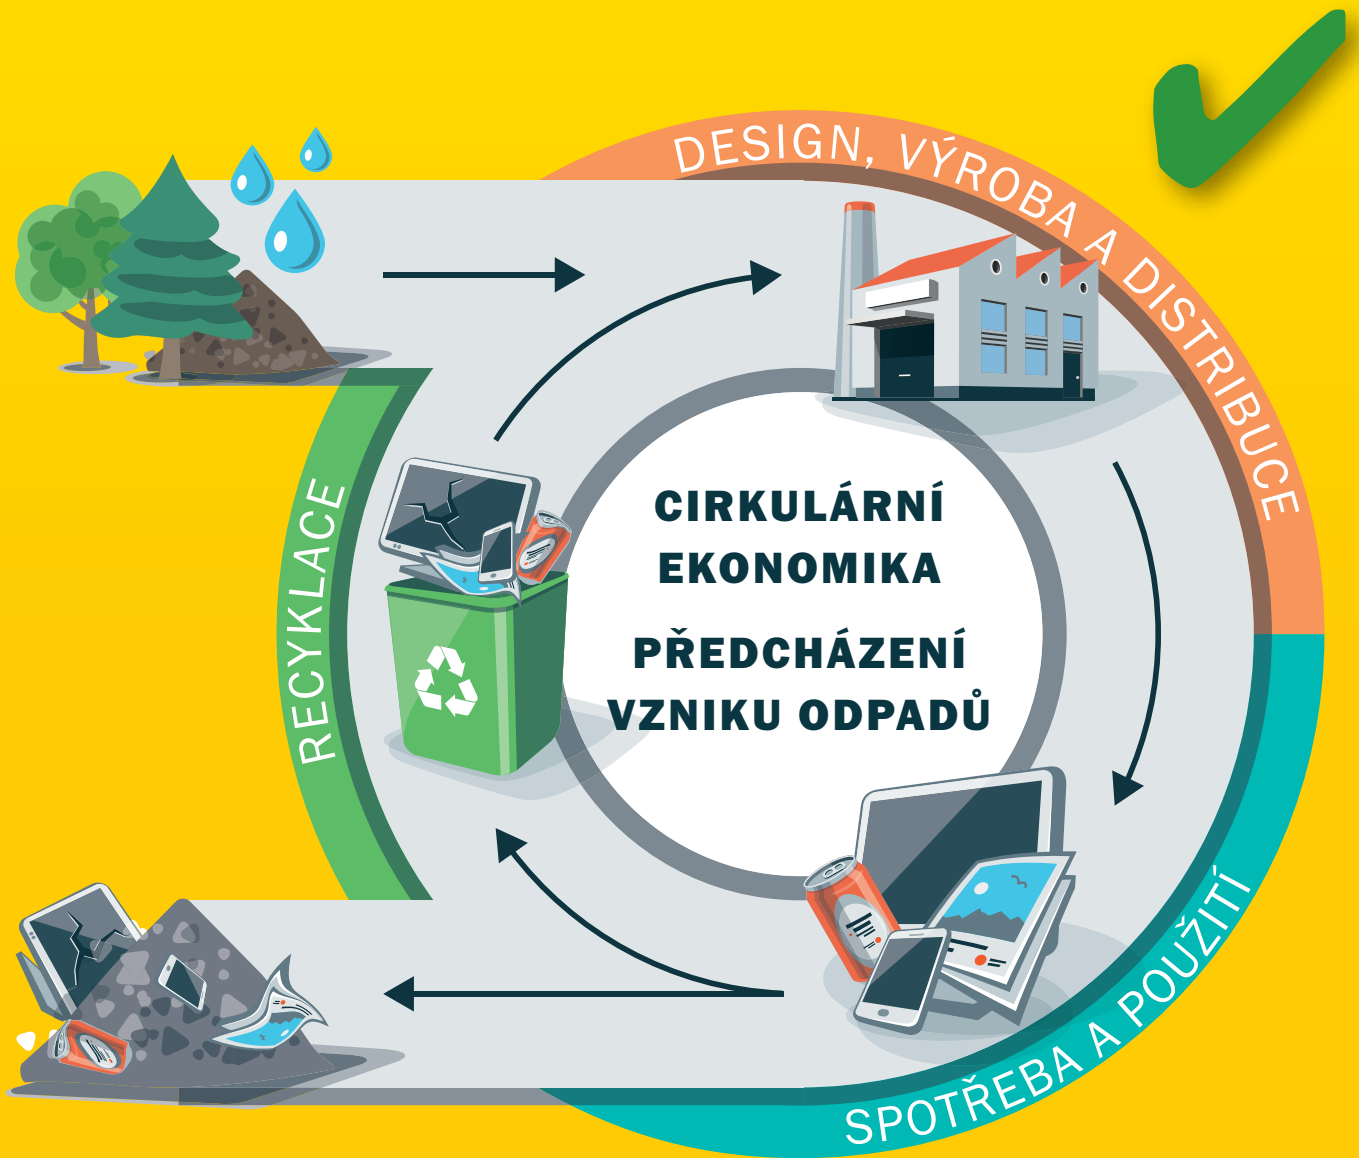 DESIGN, VÝROBA A DISTRIBUCE
RECYKLACE
CIRKULÁRNÍ
EKONOMIKA
PŘEDCHÁZENÍ
VZNIKU ODPADŮ
SPOTŘEBA A POUŽITÍ